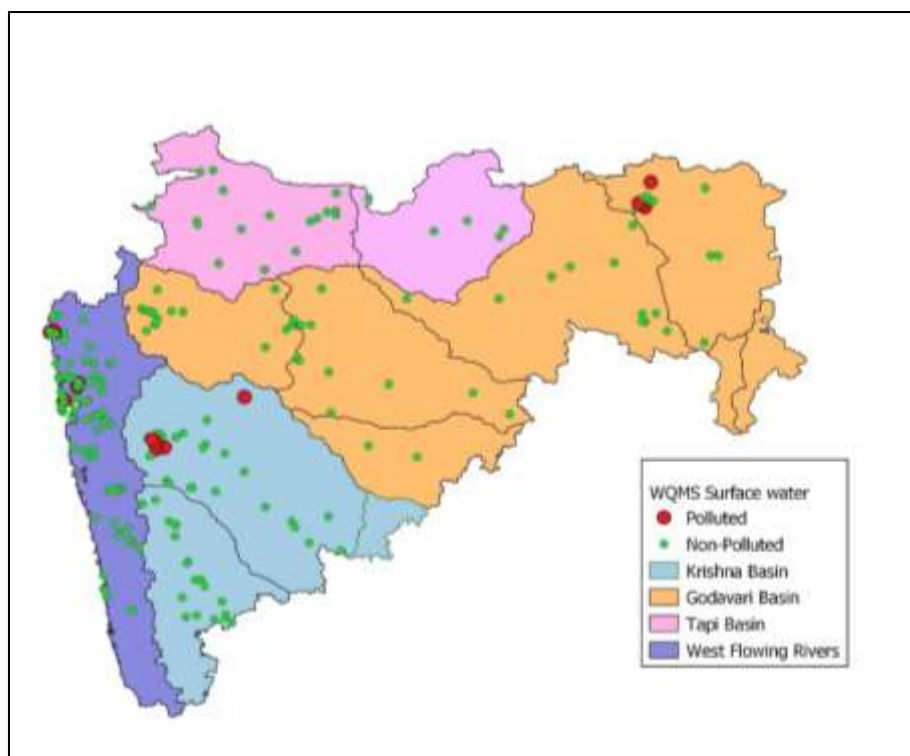 WQMS Surface water
Polluted
Non-Polluted
Krishna Basin
Godavari Basin
Tapi Basin
West Flowing Rivers